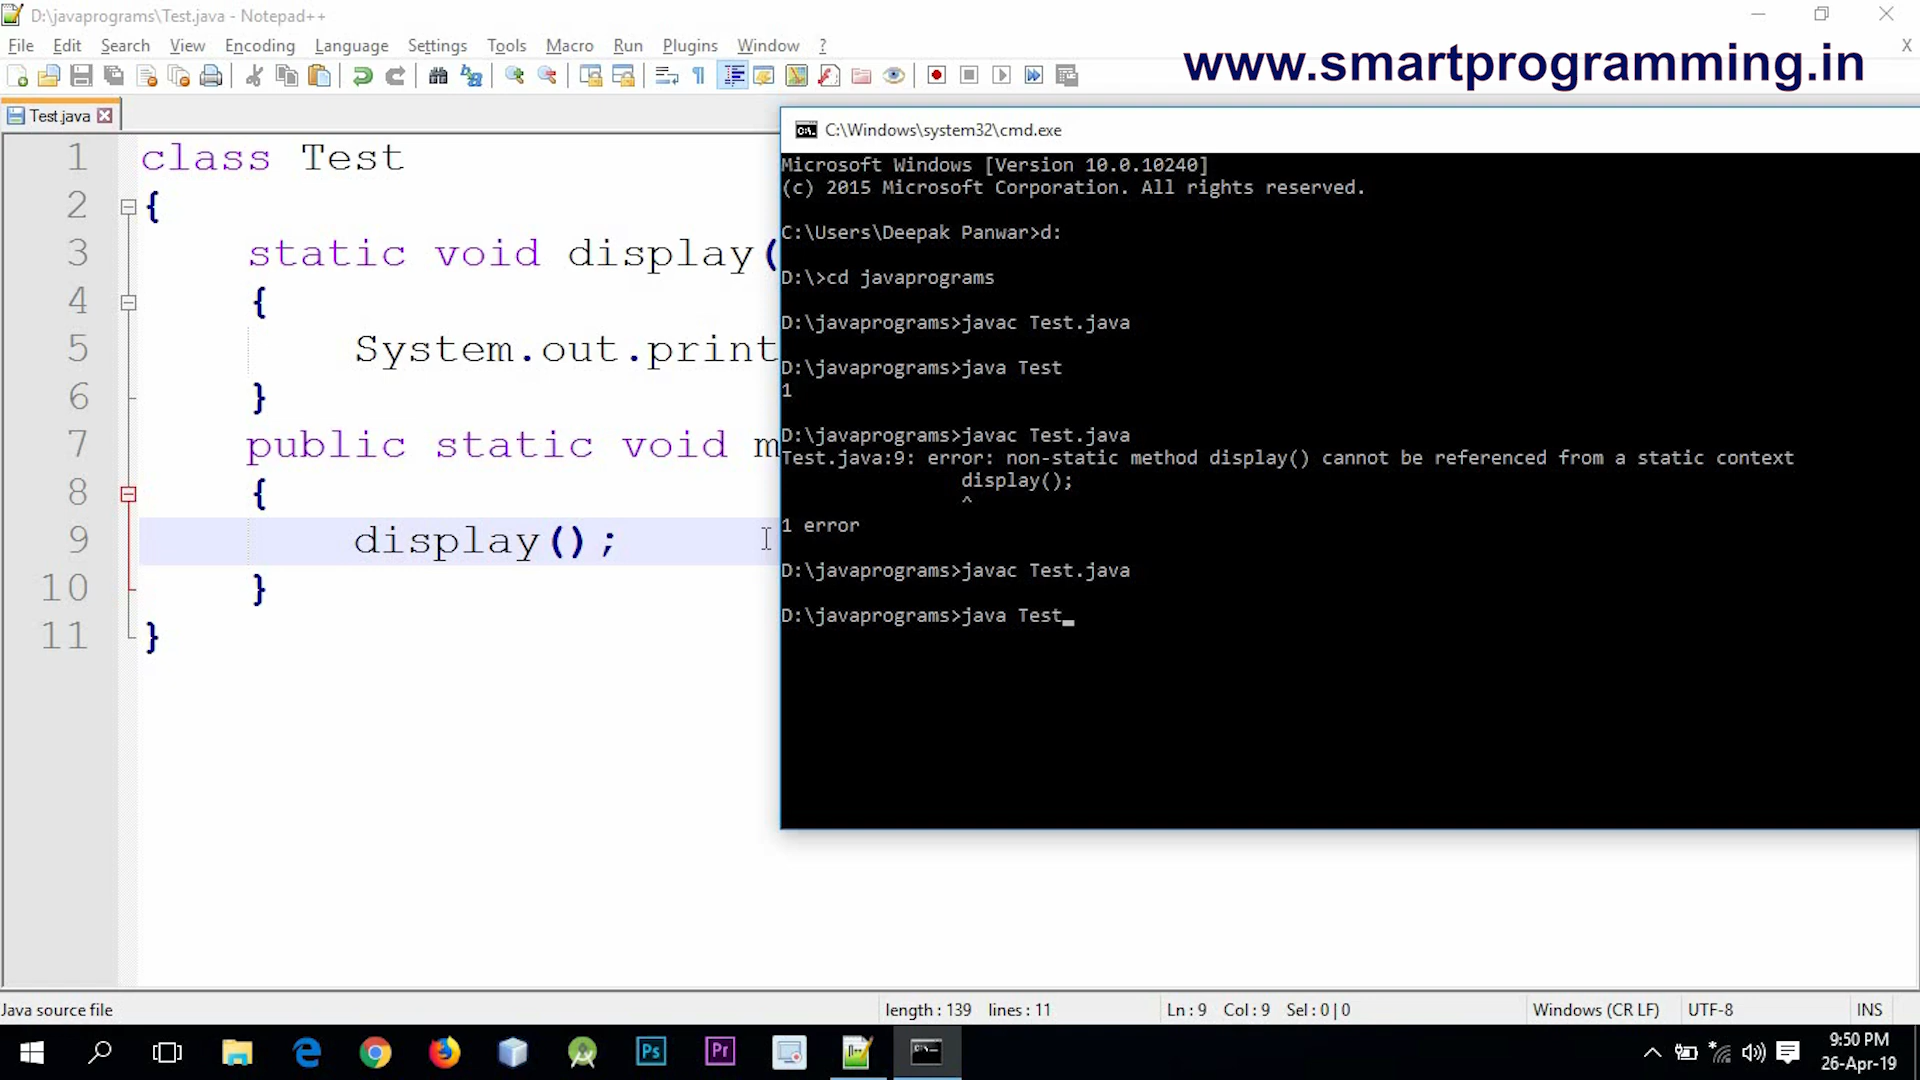 D:\javaprograms\Test.java - Notepad++
File Edit Search View Encoding Language Settings Tools Macro Run Plugins Window ?
www.smartprogramming.in
X
Test.java
1 class Test
2 {
3 static void display(
4 {
5 System.out.print
6 }
7 public static void m
8 {
9 display();
10 }
11 }
C:\Windows\system32\cmd.exe
Microsoft Windows [Version 10.0.10240]
(c) 2015 Microsoft Corporation. All rights reserved.
C:\Users\Deepak Panwar>d:
D:\>cd javaprograms
D:\javaprograms>javac Test.java
D:\javaprograms>java Test
1
D:\javaprograms>javac Test.java
Test.java:9: error: non-static method display() cannot be referenced from a static context
display();
^
1 error
D:\javaprograms>javac Test.java
D:\javaprograms>java Test_
Java source file length : 139 lines : 11 Ln : 9 Col : 9 Sel : 0 | 0 Windows (CR LF) UTF-8 INS
Ps Pr
9:50 PM
26-Apr-19